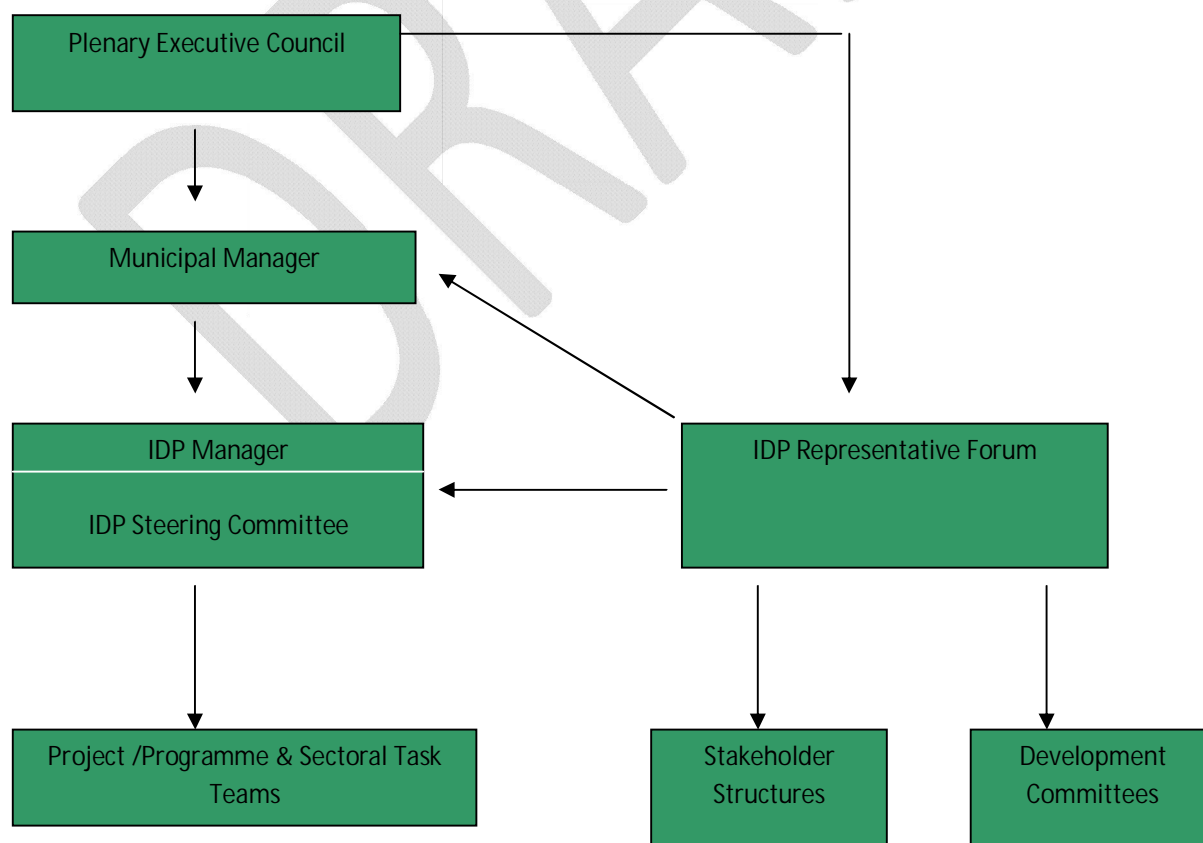 Plenary Executive Council
Municipal Manager
IDP Manager
IDP Steering Committee
IDP Representative Forum
Project /Programme & Sectoral Task
Teams
Stakeholder
Structures
Development
Committees
DRA